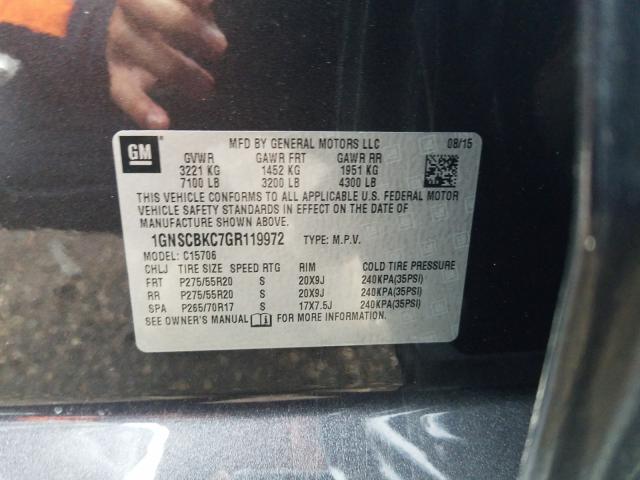 GM
MFD BY GENERAL MOTORS LLC 08/15
GVWR GAWR FRT GAWR RR
3221 KG 1452 KG 1951 KG
7100 LB 3200 LB 4300 LB
THIS VEHICLE CONFORMS TO ALL APPLICABLE U.S. FEDERAL MOTOR
VEHICLE SAFETY STANDARDS IN EFFECT ON THE DATE OF
MANUFACTURE SHOWN ABOVE.
1GNSCBKC7GR119972 TYPE: M.P.V.
MODEL: C15706
CHLJ TIRE SIZE SPEED RTG RIM COLD TIRE PRESSURE
FRT P275/55R20 S 20X9J 240KPA(35PSI)
RR P275/55R20 S 20X9J 240KPA(35PSI)
SPA P265/70R17 S 17X7.5J 240KPA(35PSI)
SEE OWNER'S MANUAL FOR MORE INFORMATION.